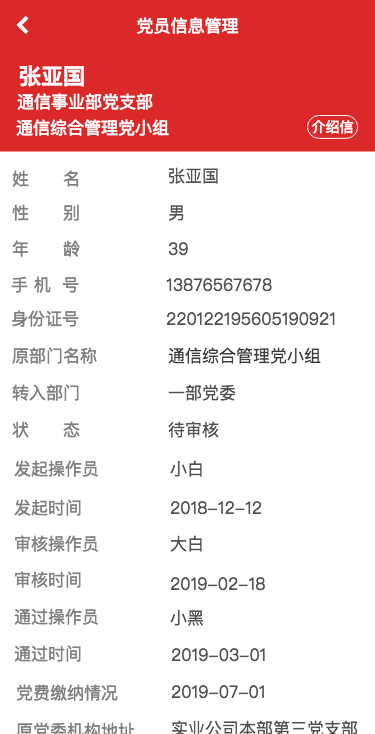 党员信息管理
张亚国
通信事业部党支部
通信综合管理党小组
介绍信
姓 名 张亚国
性 别 男
年 龄 39
手 机 号 13876567678
身份证号 220122195605190921
原部门名称 通信综合管理党小组
转入部门 一部党委
状 态 待审核
发起操作员 小白
发起时间 2018-12-12
审核操作员 大白
审核时间 2019-02-18
通过操作员 小黑
通过时间 2019-03-01
党费缴纳情况 2019-07-01
原党委机构地址 实业公司本部第三党支部